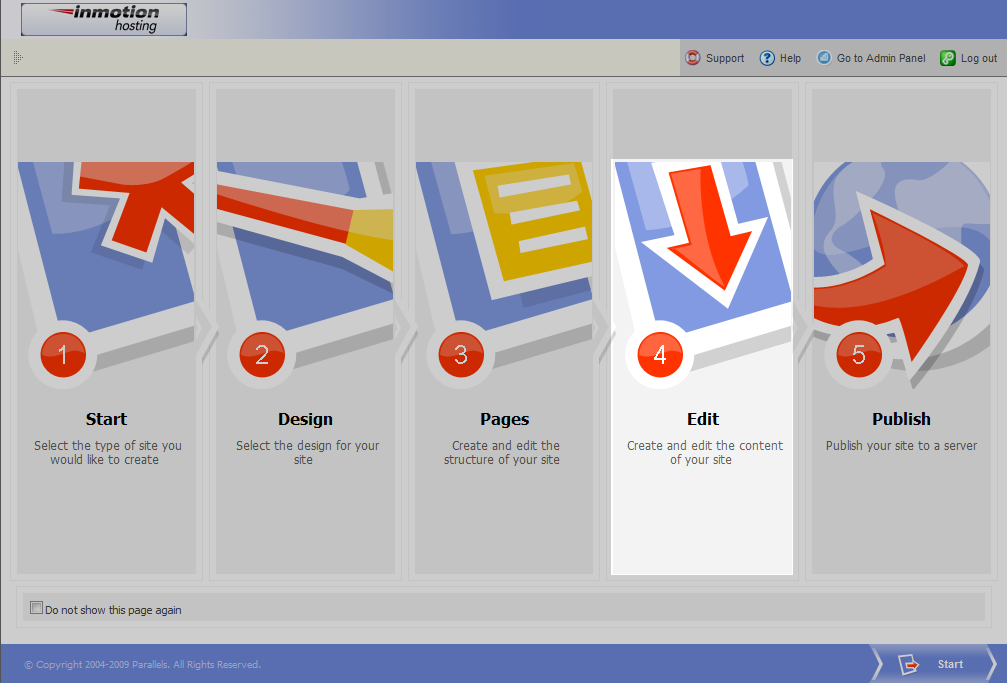 inmotion
hosting
Support
Help
Go to Admin Panel
Log out
1
2
3
4
5
Start
Select the type of site you
would like to create
Design
Select the design for your
site
Pages
Create and edit the
structure of your site
Edit
Create and edit the content
of your site
Publish
Publish your site to a server
Do not show this page again
© Copyright 2004-2009 Parallels. All Rights Reserved.
Start